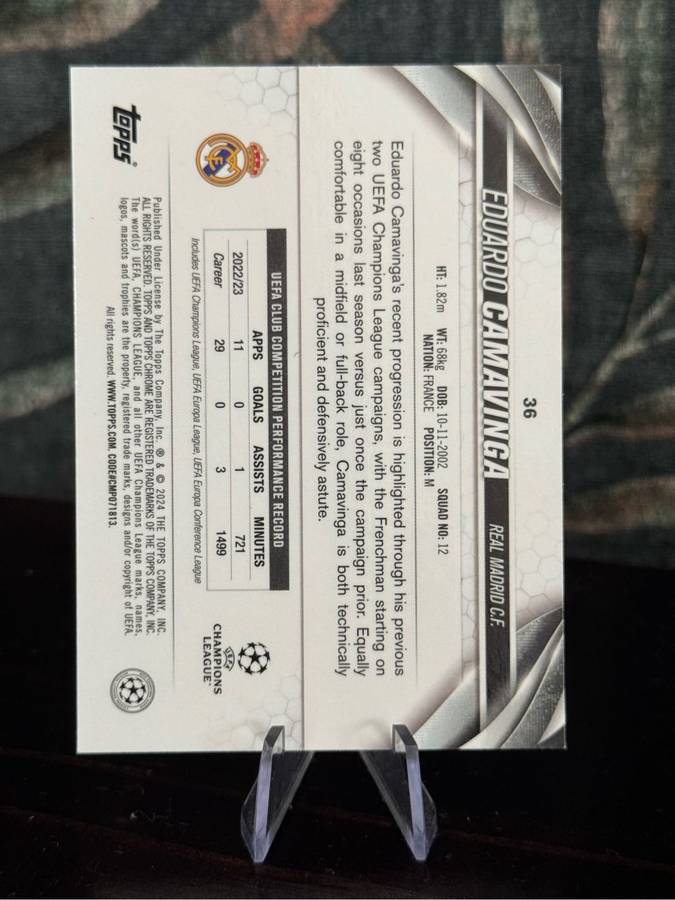 36
EDUARDO CAMAVINGA REAL MADRID C.F.
HT: 1.82m WT: 68kg DOB: 10-11-2002 SQUAD NO: 12
NATION: FRANCE POSITION: M
Eduardo Camavinga's recent progression is highlighted through his previous
two UEFA Champions League campaigns, with the Frenchman starting on
eight occasions last season versus just once the campaign prior. Equally
comfortable in a midfield or full-back role, Camavinga is both technically
proficient and defensively astute.
UEFA CLUB COMPETITION PERFORMANCE RECORD
APPS GOALS ASSISTS MINUTES
2022/23 11 0 1 721
Career 29 0 3 1499
Includes UEFA Champions League, UEFA Europa League, UEFA Europa Conference League
UEFA
CHAMPIONS
LEAGUE
topps
Published Under License by The Topps Company, Inc. ® & © 2024 THE TOPPS COMPANY, INC.
ALL RIGHTS RESERVED. TOPPS AND TOPPS CHROME ARE REGISTERED TRADEMARKS OF THE TOPPS COMPANY, INC.
The word(s) UEFA, CHAMPIONS LEAGUE, and all other UEFA Champions League marks, names,
logos, mascots and trophies are the property, registered trade marks, designs and/or copyright of UEFA.
All rights reserved. WWW.TOPPS.COM. CODE#CMP071813.